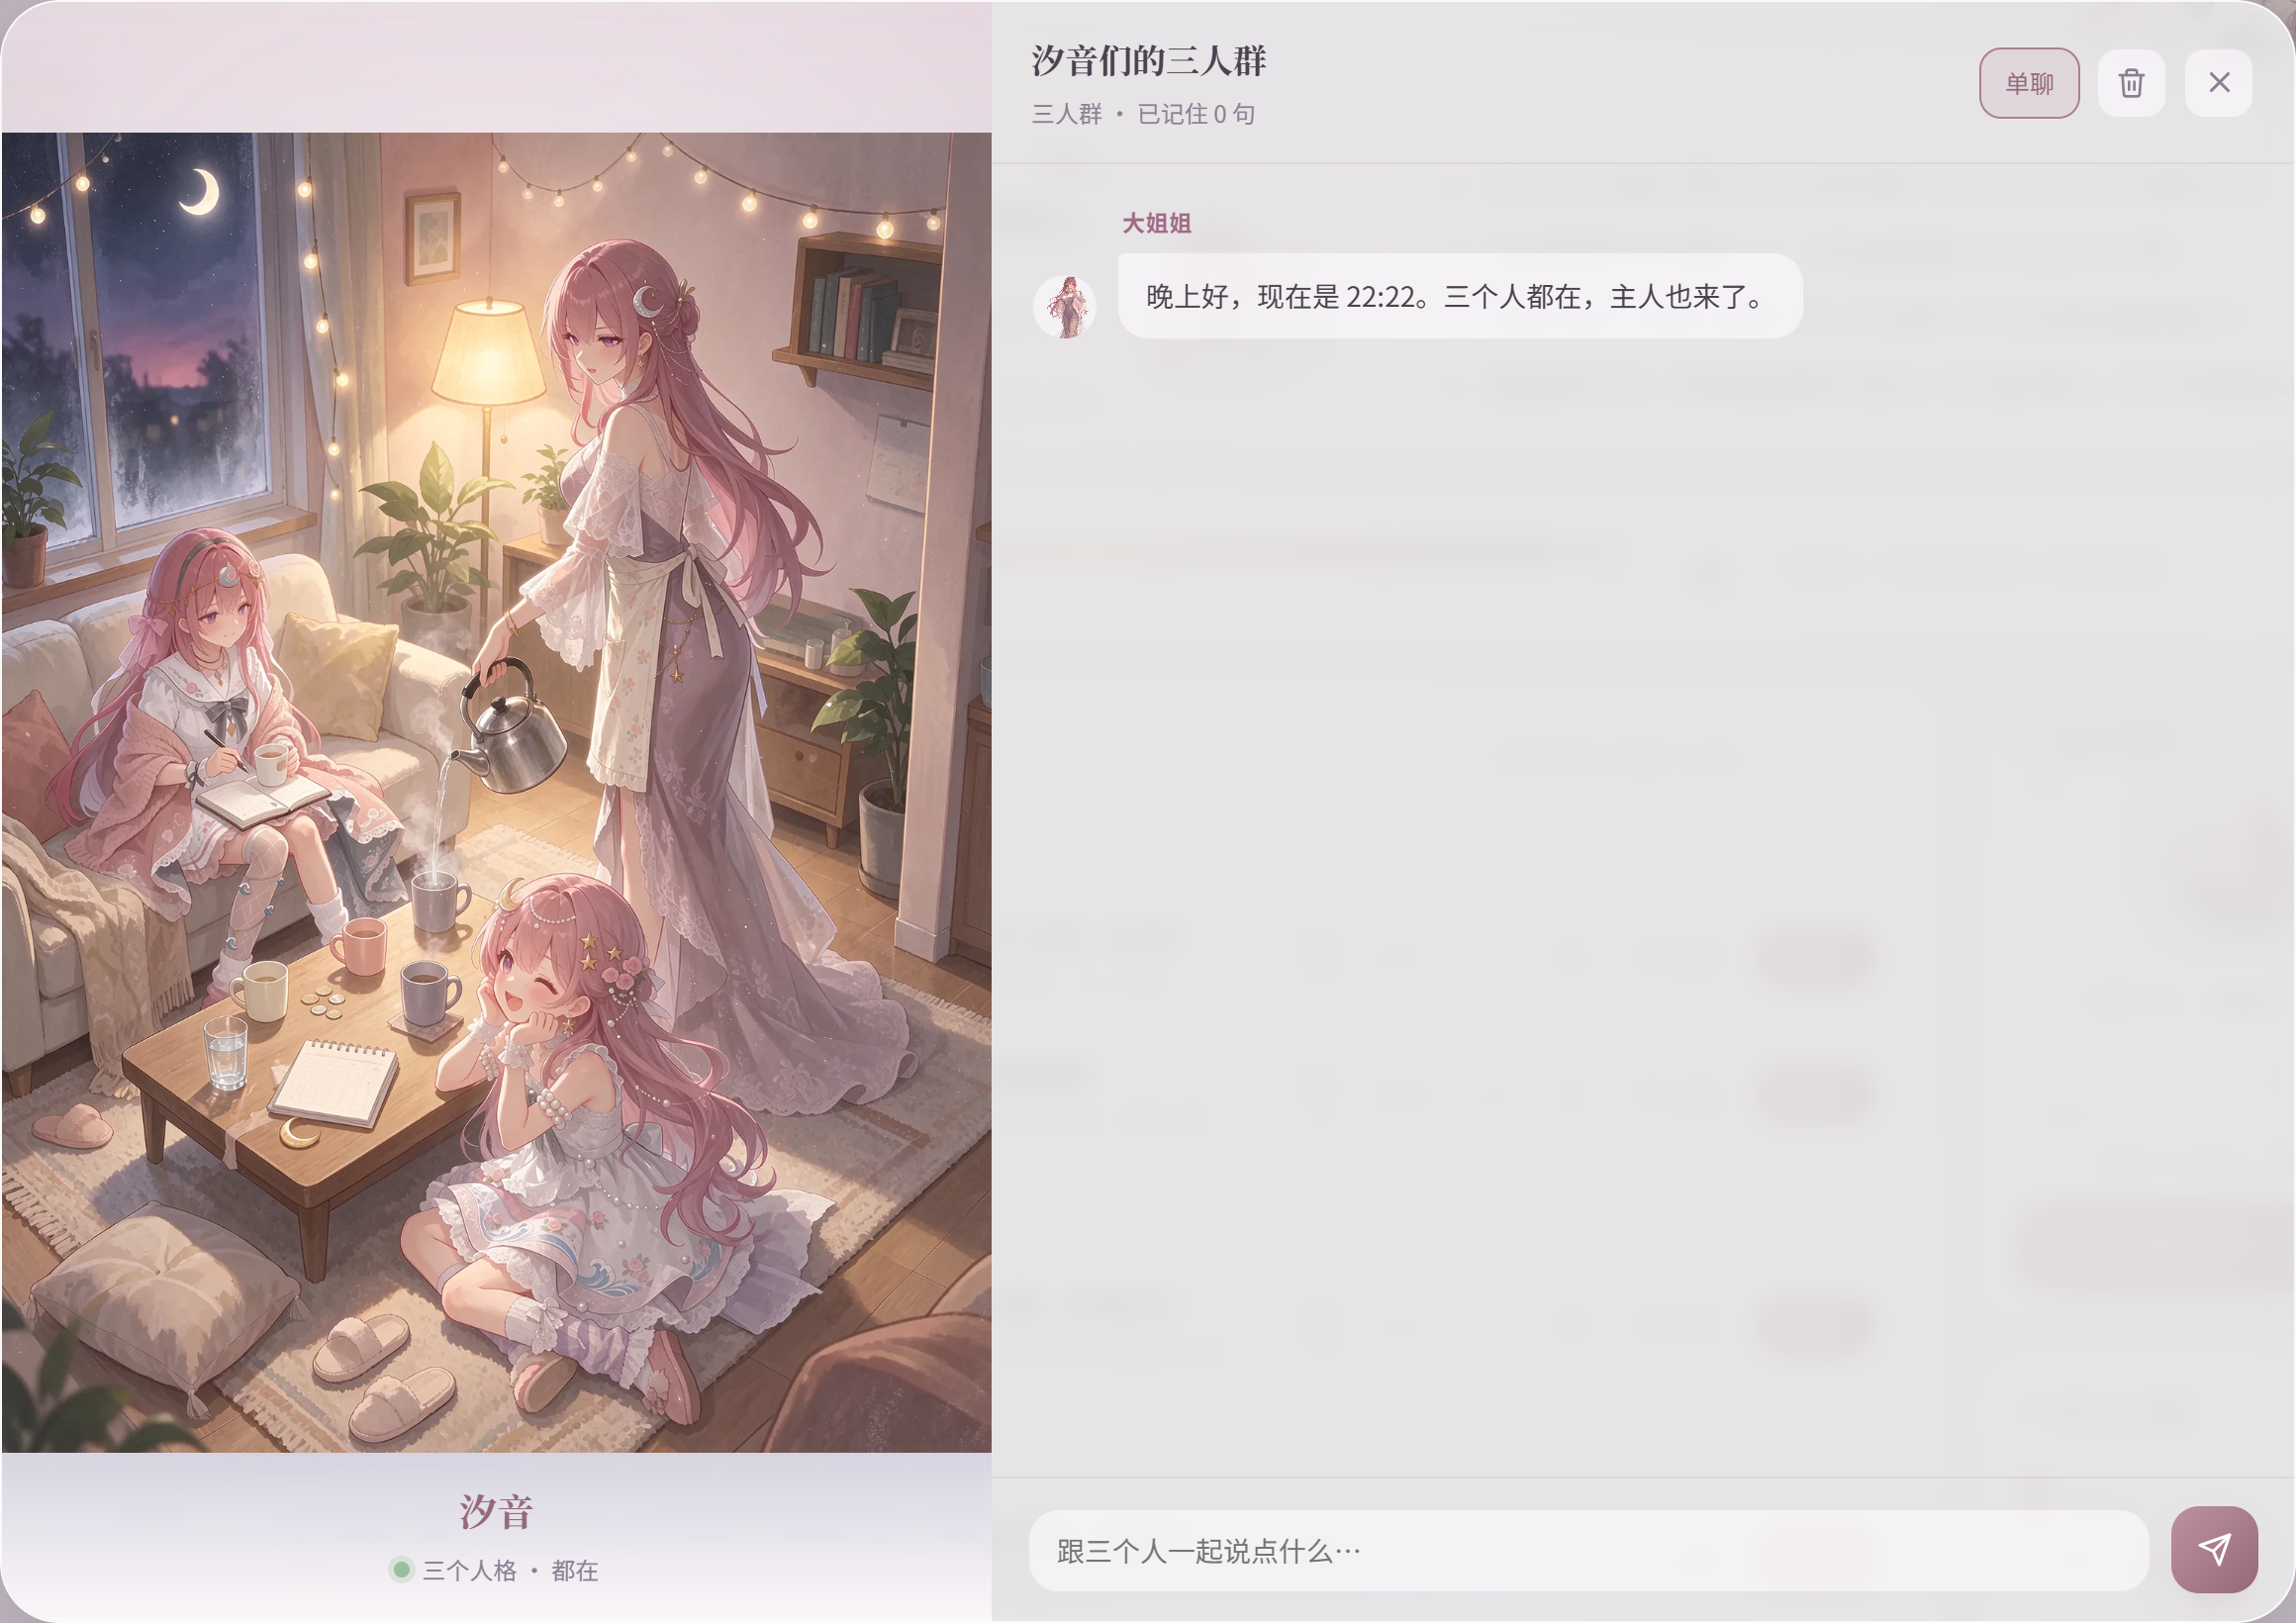 汐音们的三人群
三人群 · 已记住 0 句
单聊
大姐姐
晚上好，现在是 22:22。三个人都在，主人也来了。
汐音
三个人格 · 都在
跟三个人一起说点什么…